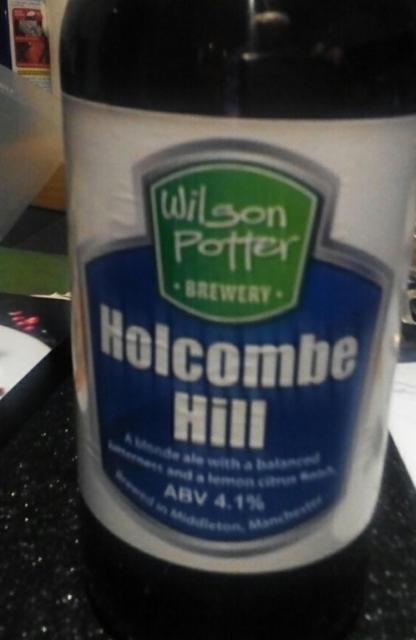 Wilson
Potter
• BREWERY •
Holcombe
Hill
A blonde ale with a balanced
bitterness and a lemon citrus finish.
ABV 4.1%
Brewed in Middleton, Manchester